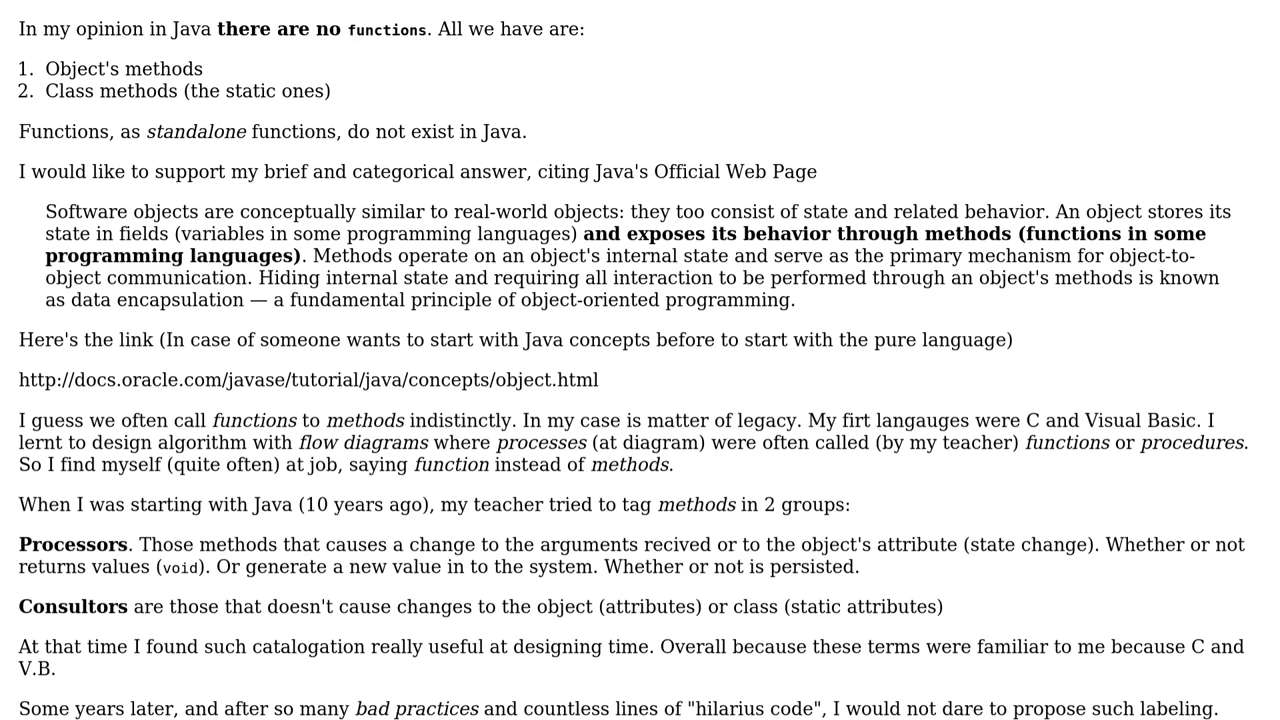 In my opinion in Java there are no functions. All we have are:
1. Object's methods
2. Class methods (the static ones)
Functions, as standalone functions, do not exist in Java.
I would like to support my brief and categorical answer, citing Java's Official Web Page
Software objects are conceptually similar to real-world objects: they too consist of state and related behavior. An object stores its
state in fields (variables in some programming languages) and exposes its behavior through methods (functions in some
programming languages). Methods operate on an object's internal state and serve as the primary mechanism for object-to-
object communication. Hiding internal state and requiring all interaction to be performed through an object's methods is known
as data encapsulation — a fundamental principle of object-oriented programming.
Here's the link (In case of someone wants to start with Java concepts before to start with the pure language)
http://docs.oracle.com/javase/tutorial/java/concepts/object.html
I guess we often call functions to methods indistinctly. In my case is matter of legacy. My firt langauges were C and Visual Basic. I
lernt to design algorithm with flow diagrams where processes (at diagram) were often called (by my teacher) functions or procedures.
So I find myself (quite often) at job, saying function instead of methods.
When I was starting with Java (10 years ago), my teacher tried to tag methods in 2 groups:
Processors. Those methods that causes a change to the arguments recived or to the object's attribute (state change). Whether or not
returns values (void). Or generate a new value in to the system. Whether or not is persisted.
Consultors are those that doesn't cause changes to the object (attributes) or class (static attributes)
At that time I found such catalogation really useful at designing time. Overall because these terms were familiar to me because C and
V.B.
Some years later, and after so many bad practices and countless lines of "hilarius code", I would not dare to propose such labeling.